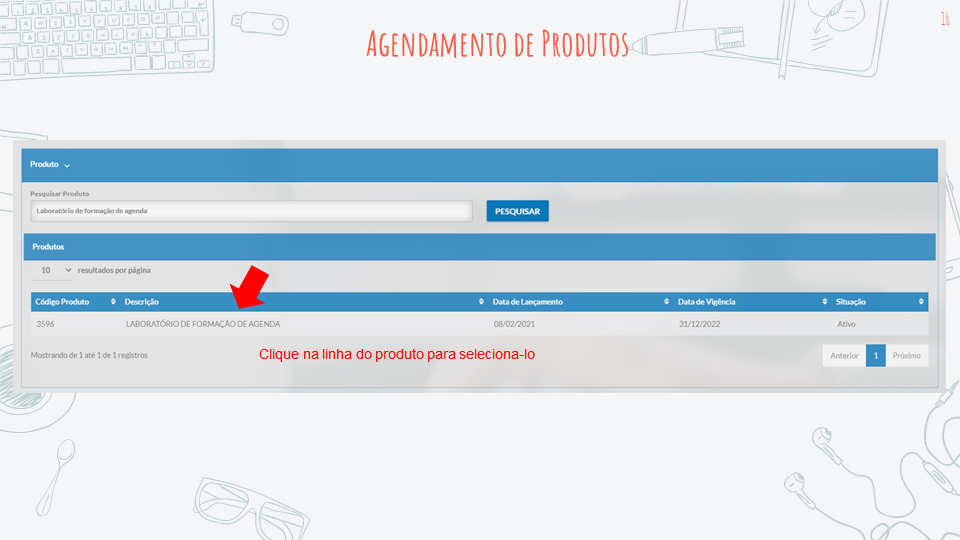 16
Agendamento de Produtos
Produto
Pesquisar Produto
Laboratório de formação de agenda
PESQUISAR
Produtos
10 resultados por página
Código Produto Descrição Data de Lançamento Data de Vigência Situação
3596 LABORATÓRIO DE FORMAÇÃO DE AGENDA 08/02/2021 31/12/2022 Ativo
Mostrando de 1 até 1 de 1 registros
Clique na linha do produto para seleciona-lo
Anterior 1 Próximo